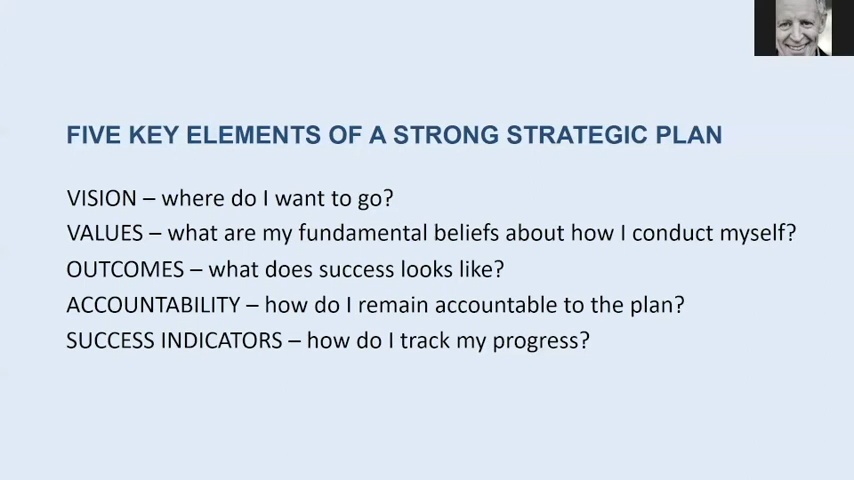 FIVE KEY ELEMENTS OF A STRONG STRATEGIC PLAN
VISION – where do I want to go?
VALUES – what are my fundamental beliefs about how I conduct myself?
OUTCOMES – what does success looks like?
ACCOUNTABILITY – how do I remain accountable to the plan?
SUCCESS INDICATORS – how do I track my progress?